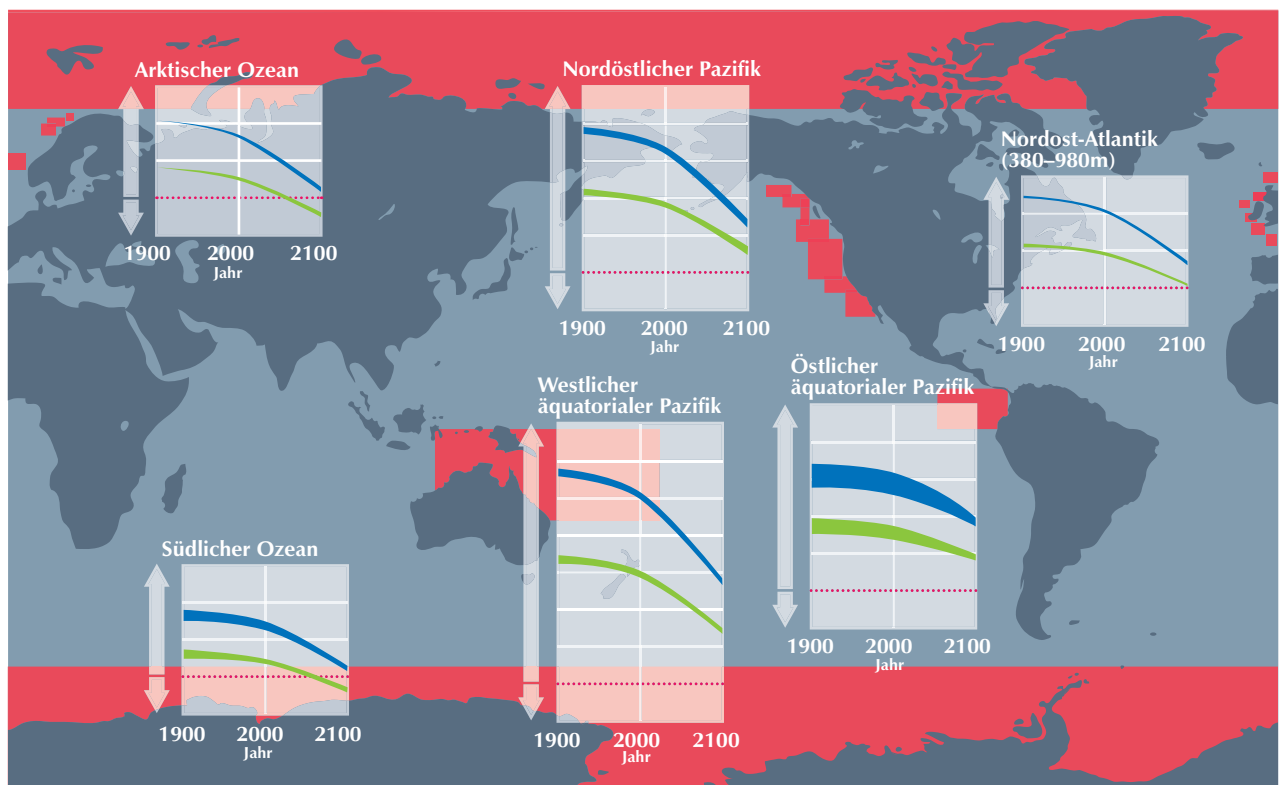 Arktischer Ozean
1900
2000
2100
Jahr
Nordöstlicher Pazifik
1900
2000
2100
Jahr
Nordost-Atlantik
(380–980m)
1900
2000
2100
Jahr
Westlicher
äquatorialer Pazifik
1900
2000
2100
Jahr
Östlicher
äquatorialer Pazifik
1900
2000
2100
Jahr
Südlicher Ozean
1900
2000
2100
Jahr